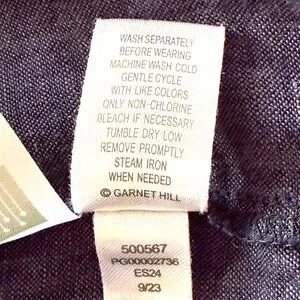 WASH SEPARATELY
BEFORE WEARING
MACHINE WASH COLD
GENTLE CYCLE
WITH LIKE COLORS
ONLY NON-CHLORINE
BLEACH IF NECESSARY
TUMBLE DRY LOW
REMOVE PROMPTLY
STEAM IRON
WHEN NEEDED
© GARNET HILL
500567
PG00002736
ES24
9/23